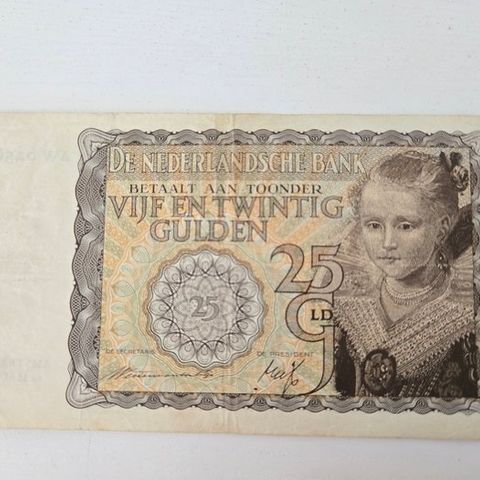 DE NEDERLANDSCHE BANK
BETAALT AAN TOONDER
VIJF EN TWINTIG
GULDEN
25
GLD
25
DE SECRETARIS
DE PRESIDENT